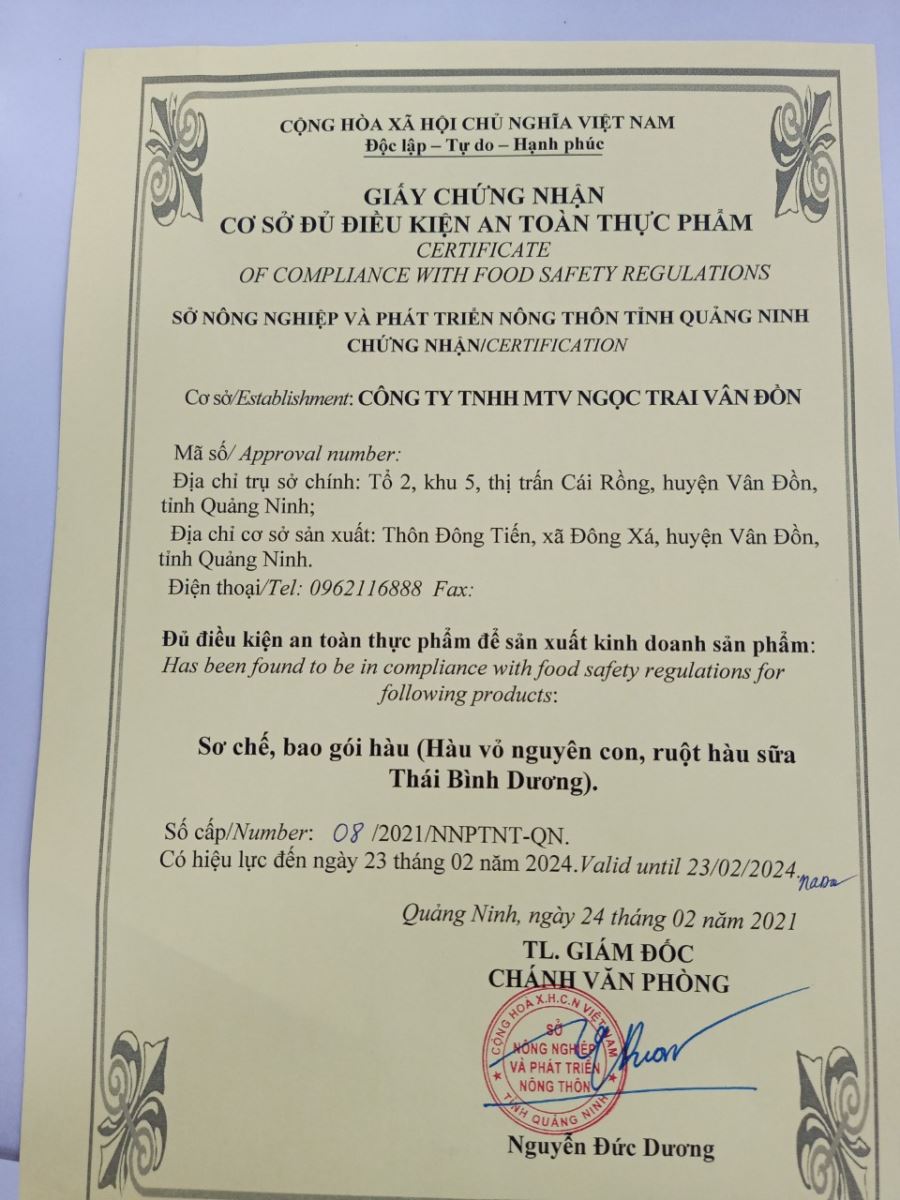 CỘNG HÒA XÃ HỘI CHỦ NGHĨA VIỆT NAM
Độc lập – Tự do – Hạnh phúc
GIẤY CHỨNG NHẬN
CƠ SỞ ĐỦ ĐIỀU KIỆN AN TOÀN THỰC PHẨM
CERTIFICATE
OF COMPLIANCE WITH FOOD SAFETY REGULATIONS
SỞ NÔNG NGHIỆP VÀ PHÁT TRIỂN NÔNG THÔN TỈNH QUẢNG NINH
CHỨNG NHẬN/CERTIFICATION
Cơ sở/Establishment: CÔNG TY TNHH MTV NGỌC TRAI VÂN ĐỒN
Mã số/ Approval number:
Địa chỉ trụ sở chính: Tổ 2, khu 5, thị trấn Cái Rồng, huyện Vân Đồn,
tỉnh Quảng Ninh;
Địa chỉ cơ sở sản xuất: Thôn Đông Tiến, xã Đông Xá, huyện Vân Đồn,
tỉnh Quảng Ninh.
Điện thoại/Tel: 0962116888 Fax:
Đủ điều kiện an toàn thực phẩm để sản xuất kinh doanh sản phẩm:
Has been found to be in compliance with food safety regulations for
following products:
Sơ chế, bao gói hàu (Hàu vỏ nguyên con, ruột hàu sữa
Thái Bình Dương).
Số cấp/Number: 08 /2021/NNPTNT-QN.
Có hiệu lực đến ngày 23 tháng 02 năm 2024.Valid until 23/02/2024.
Quảng Ninh, ngày 24 tháng 02 năm 2021
TL. GIÁM ĐỐC
CHÁNH VĂN PHÒNG
CỘNG HOÀ X.H.C.N VIỆT NAM
SỞ
NÔNG NGHIỆP
VÀ PHÁT TRIỂN
NÔNG THÔN
TỈNH QUẢNG NINH
Nguyễn Đức Dương